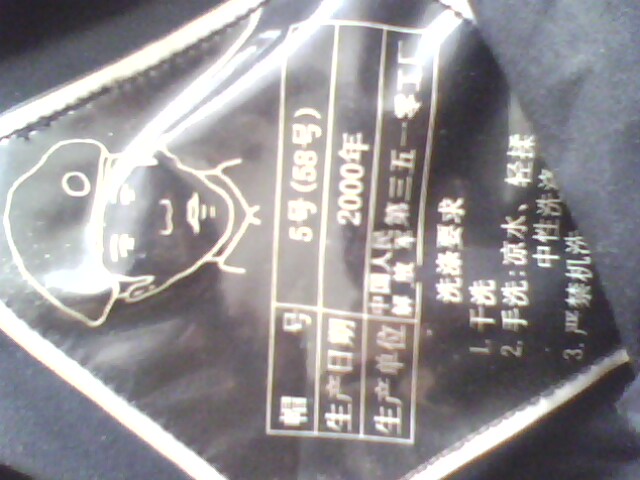 帽 号 5号(58号)
生产日期 2000年
生产单位 中国人民解放军第三五一零工厂
洗涤要求
1. 干洗
2. 手洗:凉水、轻揉
中性洗涤
3. 严禁机洗